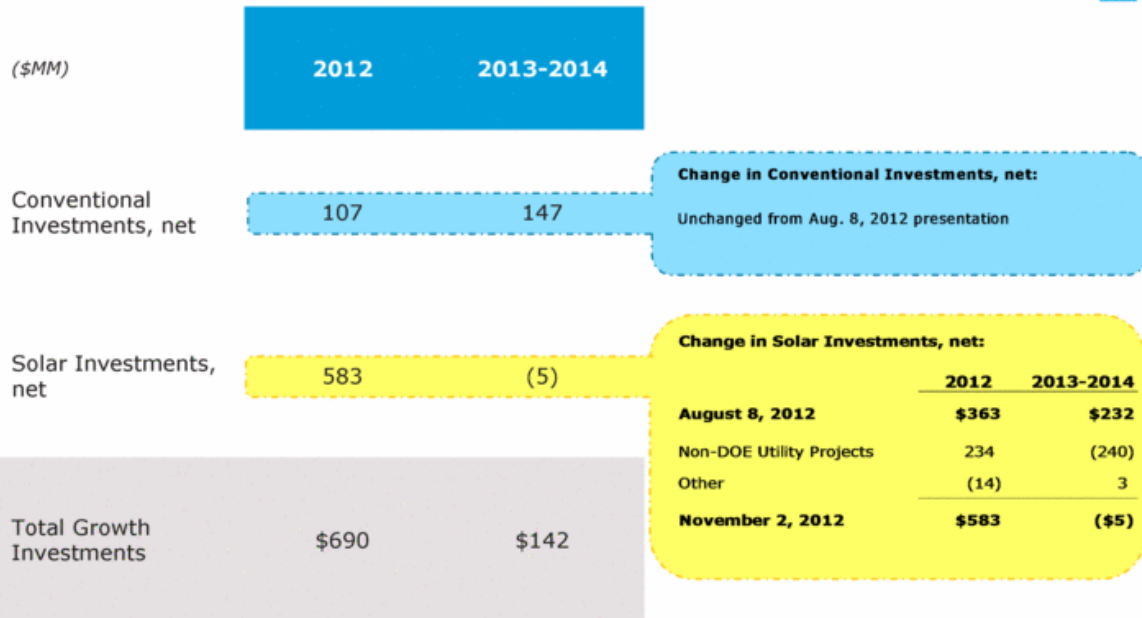 ($MM) 2012 2013-2014
Conventional
Investments, net
107 147
Change in Conventional Investments, net:
Unchanged from Aug. 8, 2012 presentation
Solar Investments,
net
583 (5)
Change in Solar Investments, net:
2012 2013-2014
August 8, 2012 $363 $232
Non-DOE Utility Projects 234 (240)
Other (14) 3
November 2, 2012 $583 ($5)
Total Growth
Investments
$690 $142